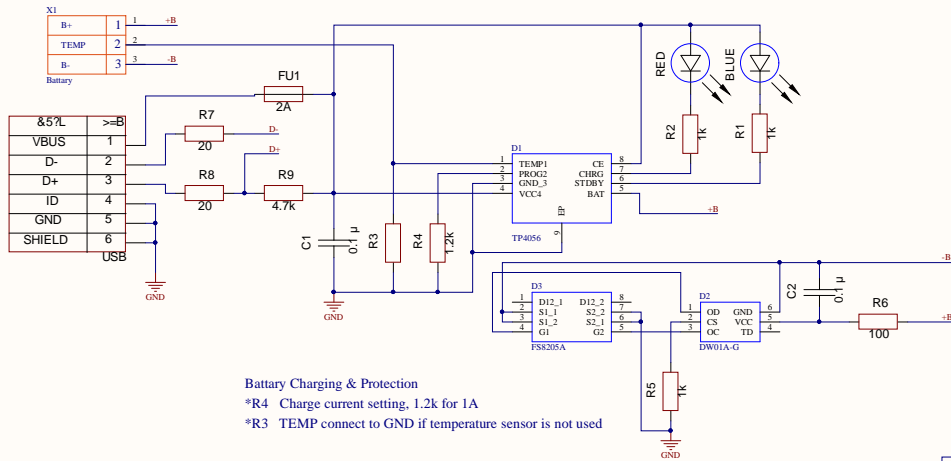 X1
B+ 1 1 +B
TEMP 2 2
B- 3 3 -B
Battary
FU1
2A
&5?L >=B
VBUS 1
D- 2
D+ 3
ID 4
GND 5
SHIELD 6
USB
R7
20
D-
D+
R8
20
R9
4.7k
GND
C1
0.1 µ
GND
R3
R4
1.2k
D1
1 TEMP1 CE 8
2 PROG2 CHRG 7
3 GND_3 STDBY 6
4 VCC4 BAT 5
EP
9
TP4056
+B
RED
BLUE
R2
1k
R1
1k
D3
1 D12_1 D12_2 8
2 S1_1 S2_2 7
3 S1_2 S2_1 6
4 G1 G2 5
FS8205A
D2
1 OD GND 6
2 CS VCC 5
3 OC TD 4
DW01A-G
R5
1k
GND
C2
0.1 µ
R6
100
-B
+B
Battary Charging & Protection
*R4 Charge current setting, 1.2k for 1A
*R3 TEMP connect to GND if temperature sensor is not used